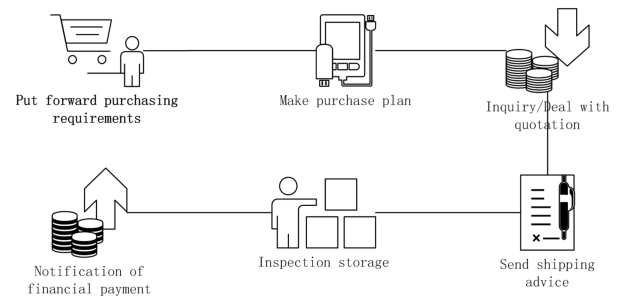 Put forward purchasing
requirements
Make purchase plan
Inquiry/Deal with
quotation
Notification of
financial payment
Inspection storage
Send shipping
advice